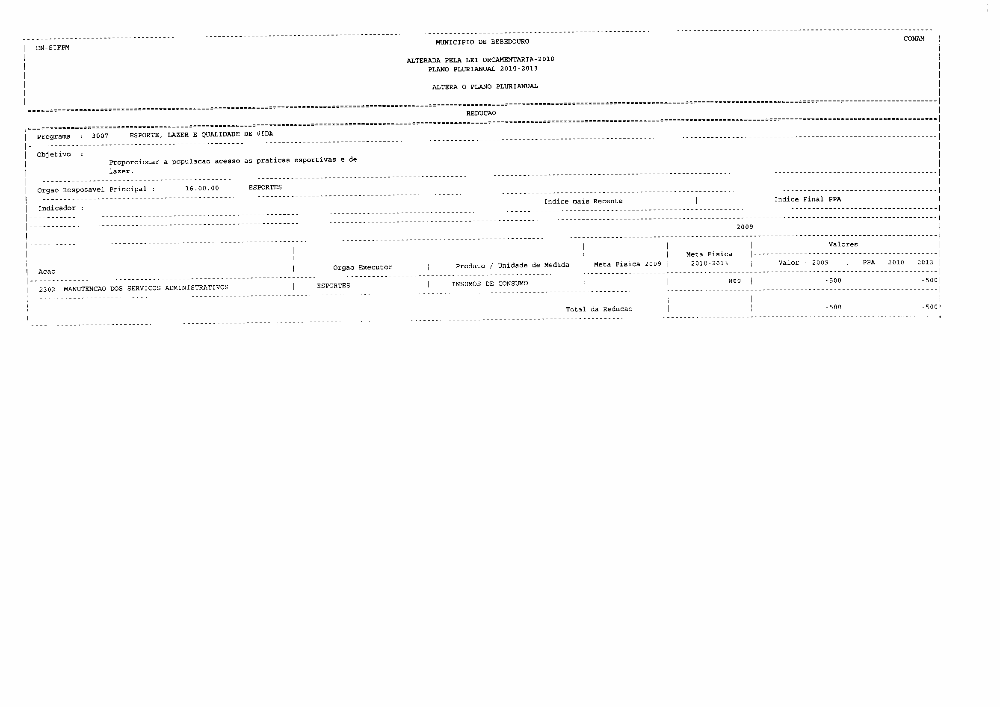 CN-SIFPM MUNICIPIO DE BEBEDOURO CONAM
ALTERADA PELA LEI ORCAMENTARIA-2010
PLANO PLURIANUAL 2010-2013
ALTERA O PLANO PLURIANUAL
REDUCAO
Programa : 3007 ESPORTE, LAZER E QUALIDADE DE VIDA
Objetivo :
Proporcionar a populacao acesso as praticas esportivas e de
lazer.
Orgao Resposavel Principal : 16.00.00 ESPORTES
Indicador : | Indice mais Recente | Indice Final PPA
2009
Valores
Meta Fisica
Acao | Orgao Executor | Produto / Unidade de Medida | Meta Fisica 2009 | 2010-2013 | Valor - 2009 | PPA 2010 2013
2302 MANUTENCAO DOS SERVICOS ADMINISTRATIVOS | ESPORTES | INSUMOS DE CONSUMO | | 800 | -500 | -500
Total da Reducao | | -500 | -500